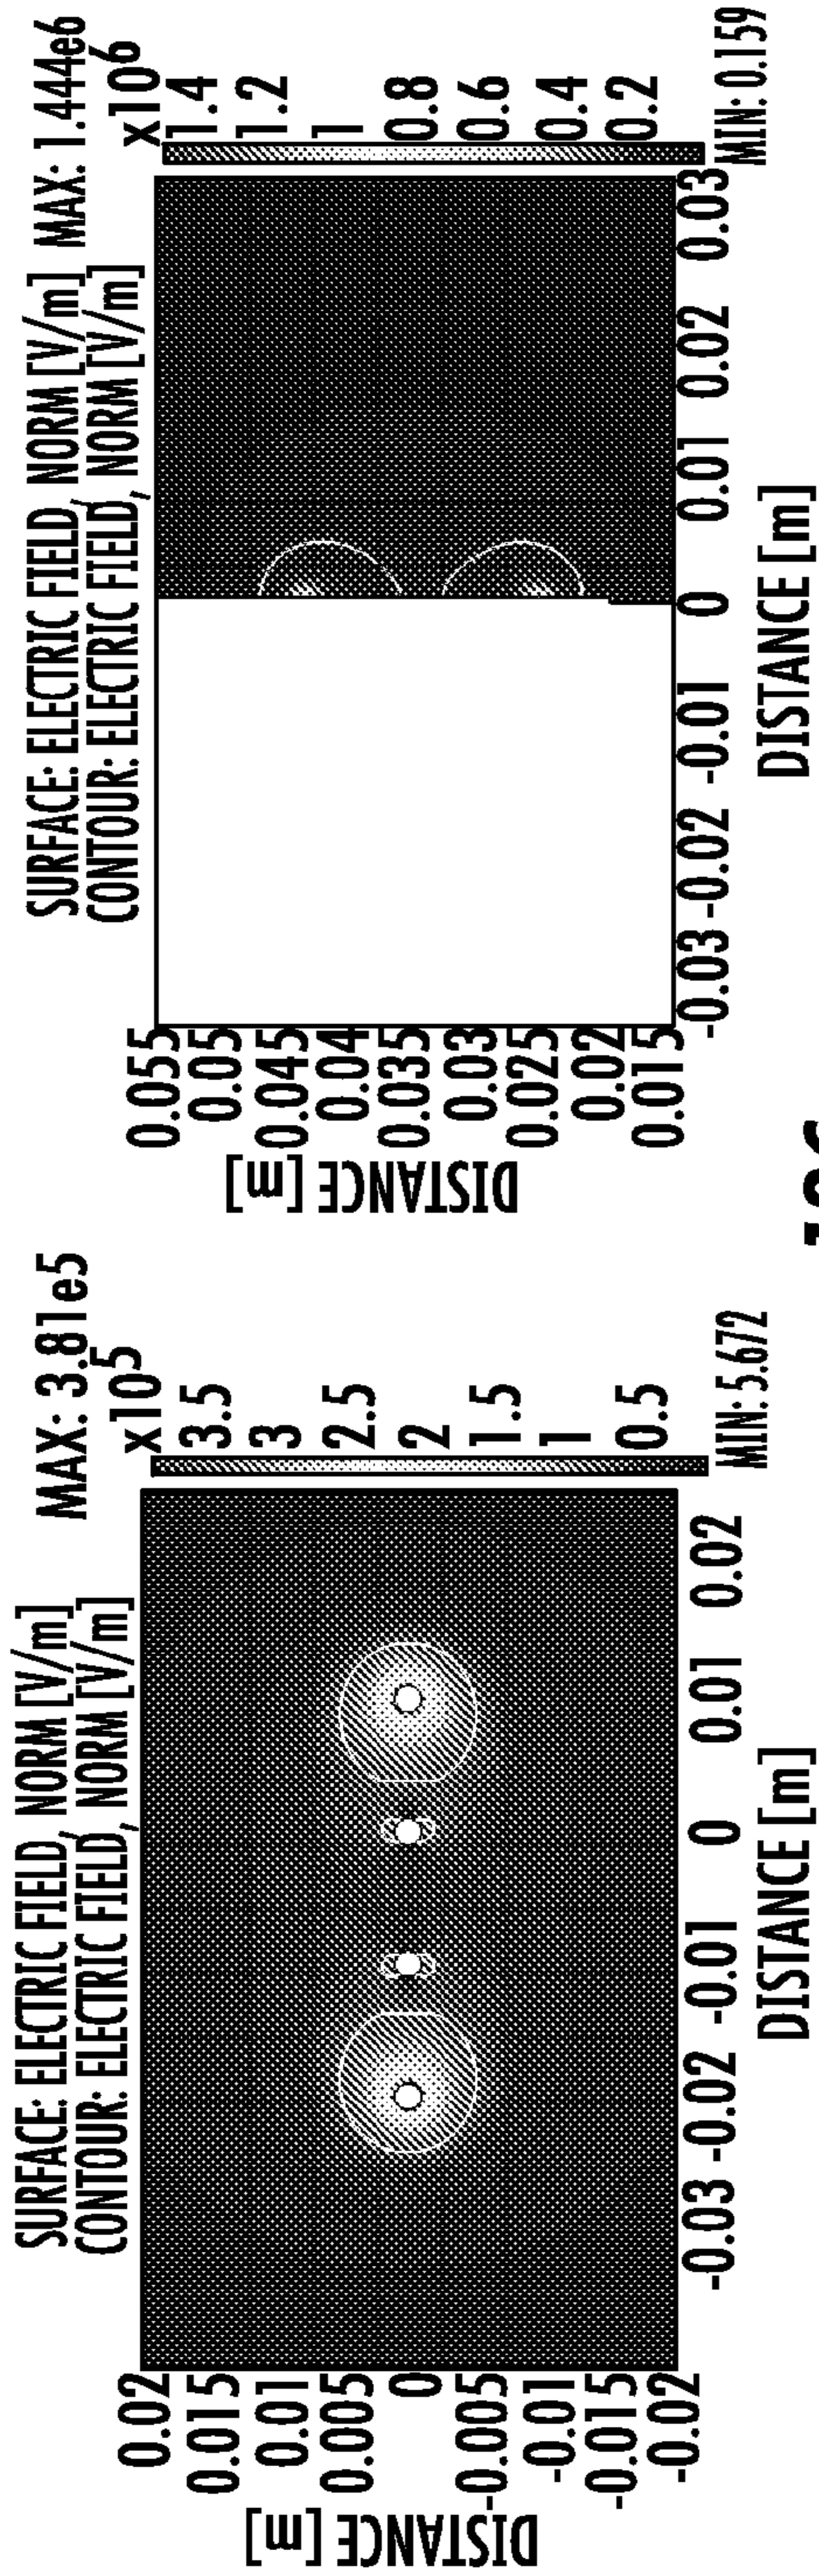 SURFACE: ELECTRIC FIELD, NORM [V/m]
CONTOUR: ELECTRIC FIELD, NORM [V/m]
MAX: 3.81e5
x10⁵
3.5
3
2.5
2
1.5
1
0.5
MIN: 5.672
DISTANCE [m]
0.02
0.015
0.01
0.005
0
-0.005
-0.01
-0.015
-0.02
-0.03 -0.02 -0.01 0 0.01 0.02
DISTANCE [m]
SURFACE: ELECTRIC FIELD, NORM [V/m]
CONTOUR: ELECTRIC FIELD, NORM [V/m]
MAX: 1.444e6
x10⁶
1.4
1.2
1
0.8
0.6
0.4
0.2
MIN: 0.159
DISTANCE [m]
0.055
0.05
0.045
0.04
0.035
0.03
0.025
0.02
0.015
-0.03 -0.02 -0.01 0 0.01 0.02 0.03
DISTANCE [m]